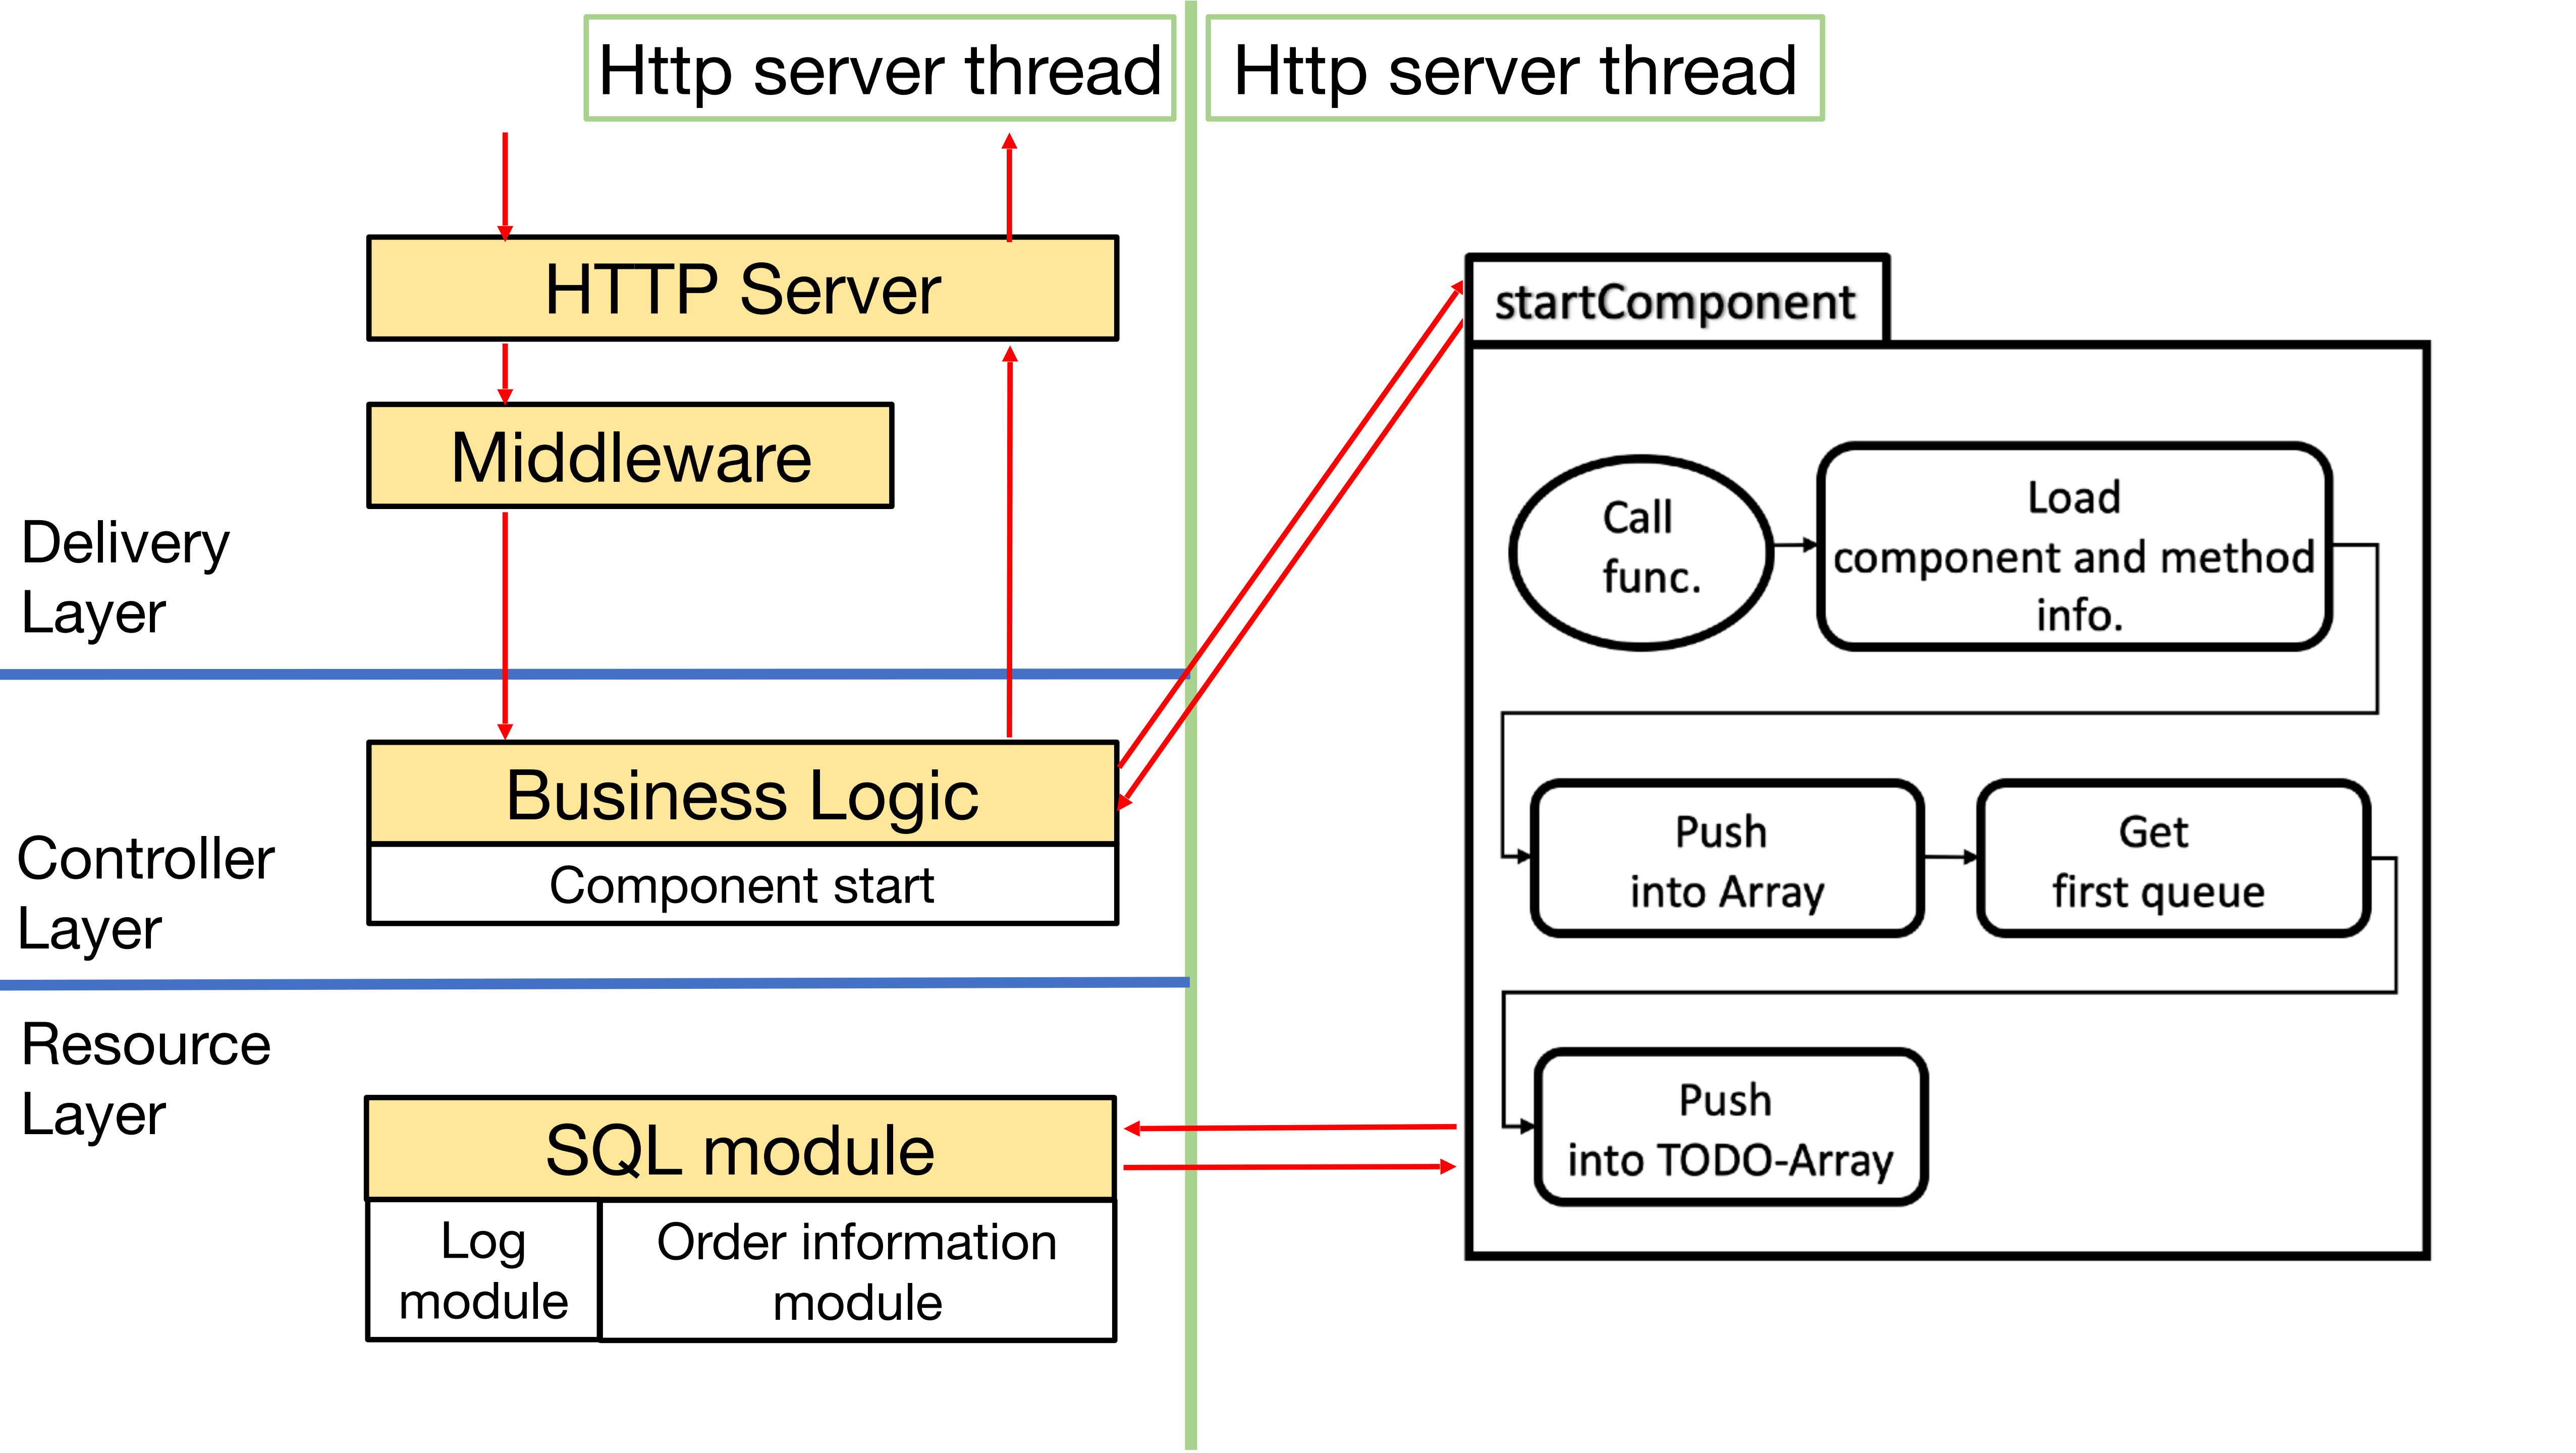 Http server thread
Http server thread
HTTP Server
Middleware
Delivery
Layer
Business Logic
Component start
Controller
Layer
Resource
Layer
SQL module
Log
module
Order information
module
startComponent
Call
func.
Load
component and method
info.
Push
into Array
Get
first queue
Push
into TODO-Array